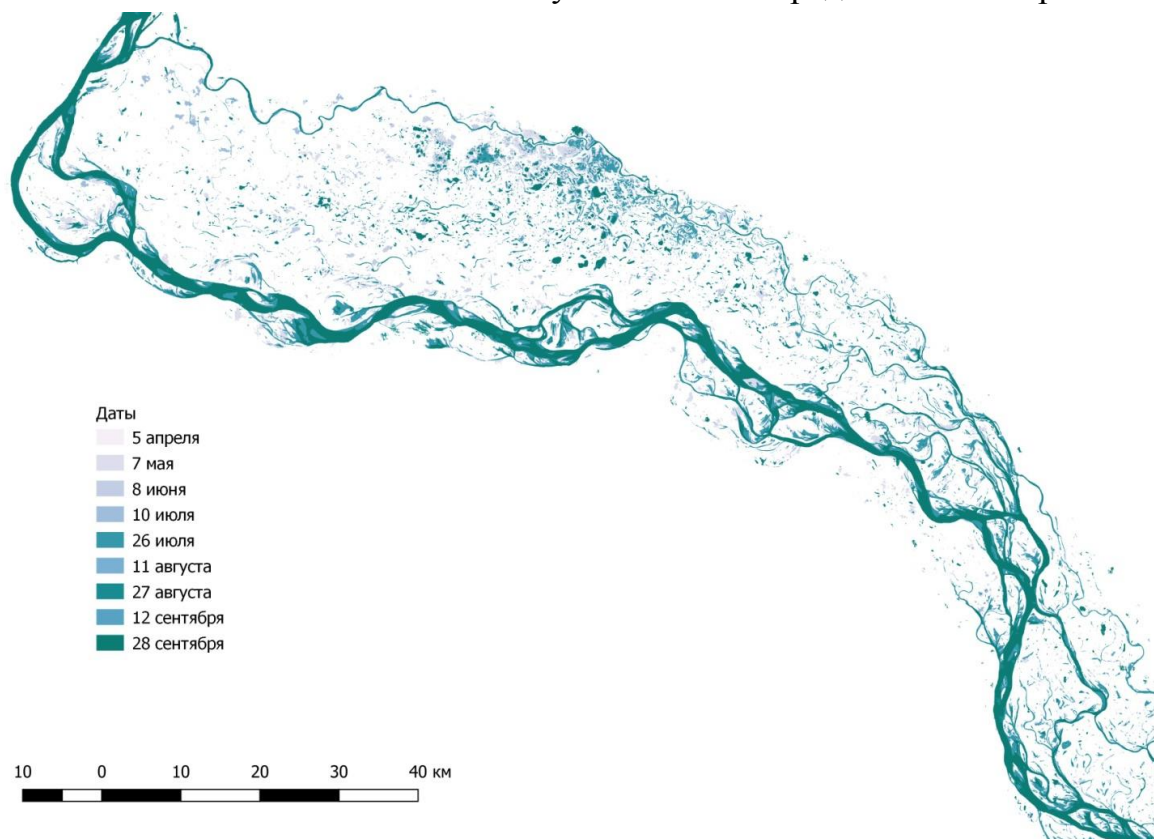 Даты
5 апреля
7 мая
8 июня
10 июля
26 июля
11 августа
27 августа
12 сентября
28 сентября
10 0 10 20 30 40 км